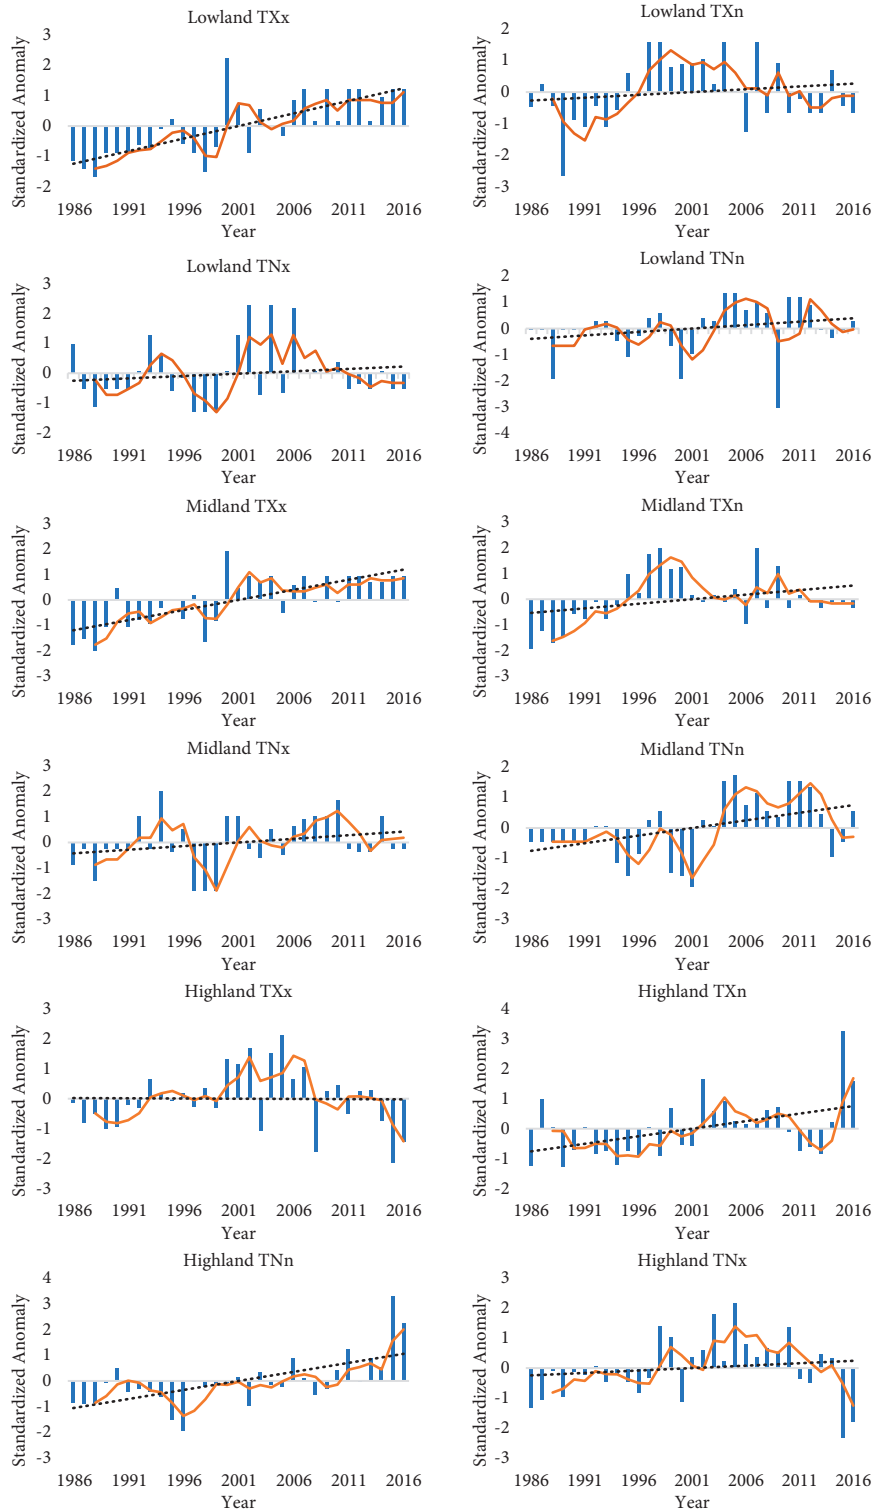 Lowland TXx
Standardized Anomaly
3
2
1
0
-1
-2
1986 1991 1996 2001 2006 2011 2016
Year
Lowland TXn
Standardized Anomaly
2
1
0
-1
-2
-3
1986 1991 1996 2001 2006 2011 2016
Year
Lowland TNx
Standardized Anomaly
3
2
1
0
-1
-2
1986 1991 1996 2001 2006 2011 2016
Year
Lowland TNn
Standardized Anomaly
2
1
0
-1
-2
-3
-4
1986 1991 1996 2001 2006 2011 2016
Year
Midland TXx
Standardized Anomaly
3
2
1
0
-1
-2
-3
1986 1991 1996 2001 2006 2011 2016
Year
Midland TXn
Standardized Anomaly
3
2
1
0
-1
-2
-3
1986 1991 1996 2001 2006 2011 2016
Year
Midland TNx
Standardized Anomaly
3
2
1
0
-1
-2
-3
1986 1991 1996 2001 2006 2011 2016
Year
Midland TNn
Standardized Anomaly
2
1
0
-1
-2
-3
1986 1991 1996 2001 2006 2011 2016
Year
Highland TXx
Standardized Anomaly
3
2
1
0
-1
-2
-3
1986 1991 1996 2001 2006 2011 2016
Year
Highland TXn
Standardized Anomaly
4
3
2
1
0
-1
-2
1986 1991 1996 2001 2006 2011 2016
Year
Highland TNn
Standardized Anomaly
4
3
2
1
0
-1
-2
-3
1986 1991 1996 2001 2006 2011 2016
Year
Highland TNx
Standardized Anomaly
3
2
1
0
-1
-2
-3
1986 1991 1996 2001 2006 2011 2016
Year